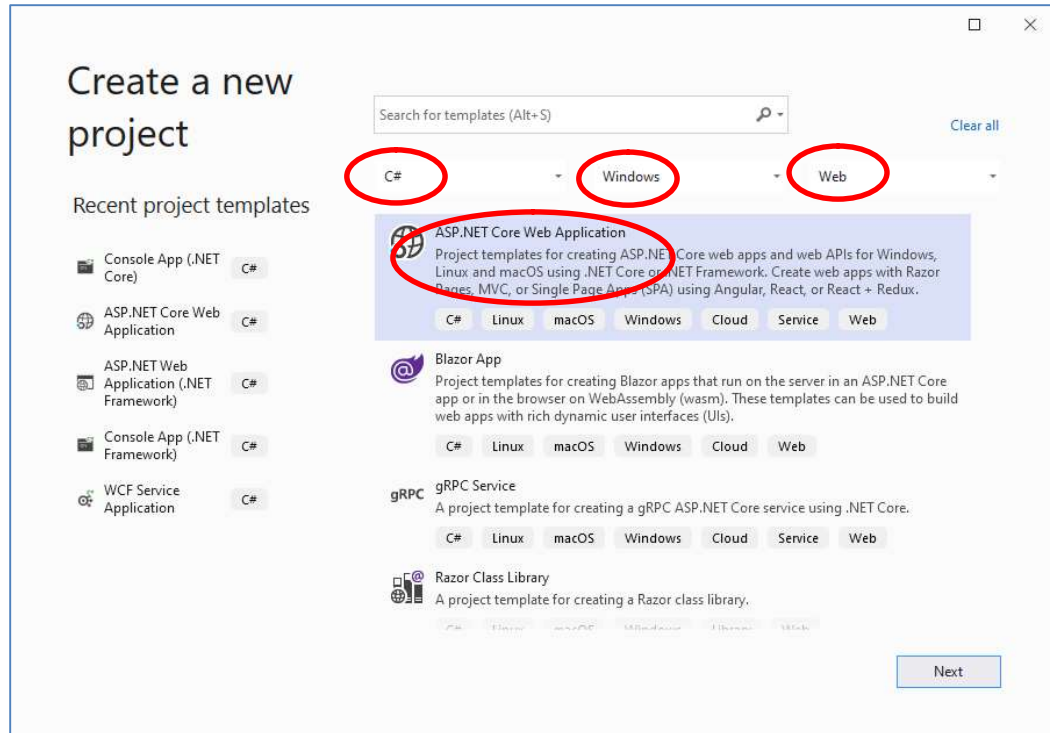 Create a new
project
Search for templates (Alt+S)
Clear all
C#
Windows
Web
Recent project templates
Console App (.NET
Core)
C#
ASP.NET Core Web
Application
C#
ASP.NET Web
Application (.NET
Framework)
C#
Console App (.NET
Framework)
C#
WCF Service
Application
C#
ASP.NET Core Web Application
Project templates for creating ASP.NET Core web apps and web APIs for Windows,
Linux and macOS using .NET Core or .NET Framework. Create web apps with Razor
Pages, MVC, or Single Page Apps (SPA) using Angular, React, or React + Redux.
C# Linux macOS Windows Cloud Service Web
Blazor App
Project templates for creating Blazor apps that run on the server in an ASP.NET Core
app or in the browser on WebAssembly (wasm). These templates can be used to build
web apps with rich dynamic user interfaces (UIs).
C# Linux macOS Windows Cloud Web
gRPC
gRPC Service
A project template for creating a gRPC ASP.NET Core service using .NET Core.
C# Linux macOS Windows Cloud Service Web
Razor Class Library
A project template for creating a Razor class library.
C# Linux macOS Windows Library Web
Next